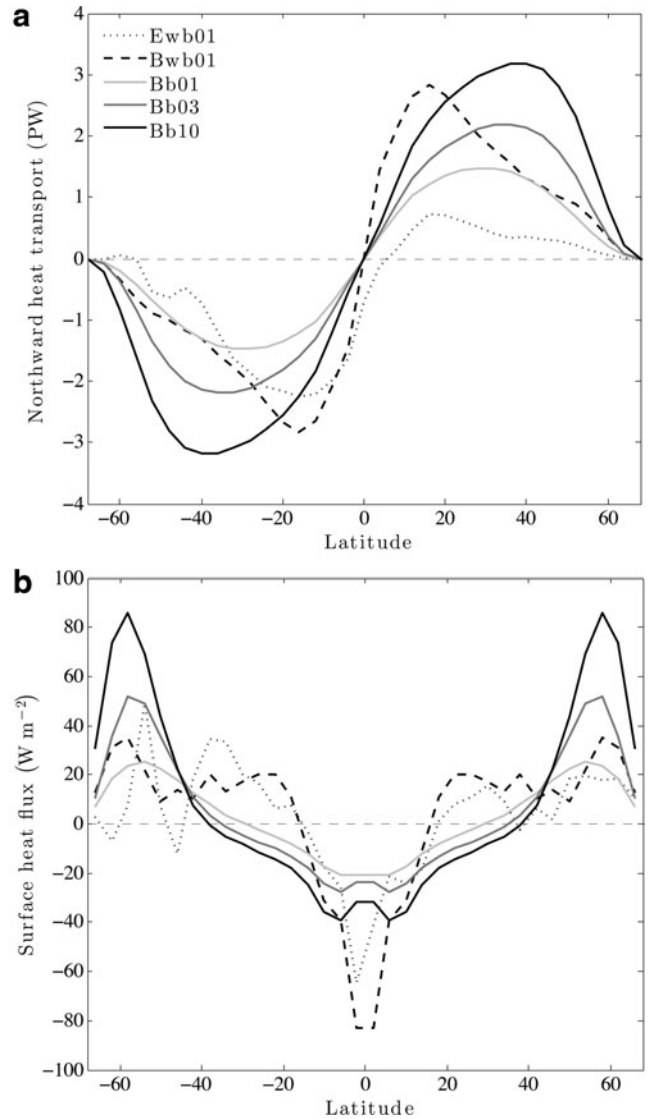 a
4
3
2
1
0
-1
-2
-3
-4
Northward heat transport (PW)
Ewb01
Bwb01
Bb01
Bb03
Bb10
-60 -40 -20 0 20 40 60
Latitude
b
100
80
60
40
20
0
-20
-40
-60
-80
-100
Surface heat flux (W m⁻²)
-60 -40 -20 0 20 40 60
Latitude